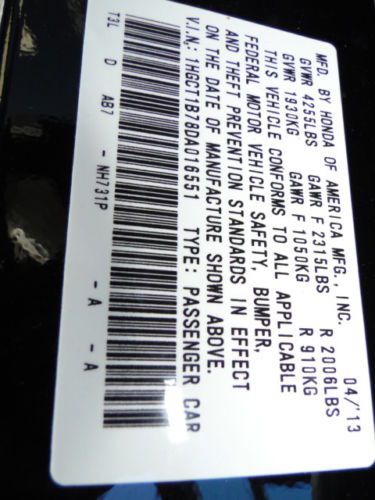 MFD. BY HONDA OF AMERICA MFG., INC. 04/'13
GVWR 4255LBS GAWR F 2315LBS R 2006LBS
GVWR 1930KG GAWR F 1050KG R 910KG
THIS VEHICLE CONFORMS TO ALL APPLICABLE
FEDERAL MOTOR VEHICLE SAFETY, BUMPER,
AND THEFT PREVENTION STANDARDS IN EFFECT
ON THE DATE OF MANUFACTURE SHOWN ABOVE.
V.I.N.: 1HGCT1B78DA016551 TYPE: PASSENGER CAR
T3L D AB7 - NH731P - A - A